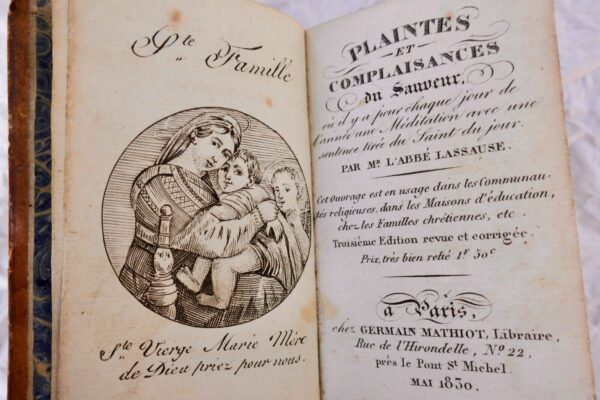 Ste Famille
Ste Vierge Marie Mère
de Dieu priez pour nous.
PLAINTES
ET
COMPLAISANCES
du Sauveur,
où il y a pour chaque jour de
l'année une Méditation avec une
sentence tirée du Saint du jour.
PAR Mr L'ABBÉ LASSAUSE.
Cet Ouvrage est en usage dans les Communau-
tés religieuses, dans les Maisons d'éducation,
chez les Familles chrétiennes, etc.
Troisième Edition revue et corrigée.
Prix, très bien relié 1f 50c
à Paris,
chez GERMAIN MATHIOT, Libraire,
Rue de l'Hirondelle, No 22,
près le Pont St Michel.
MAI 1830.